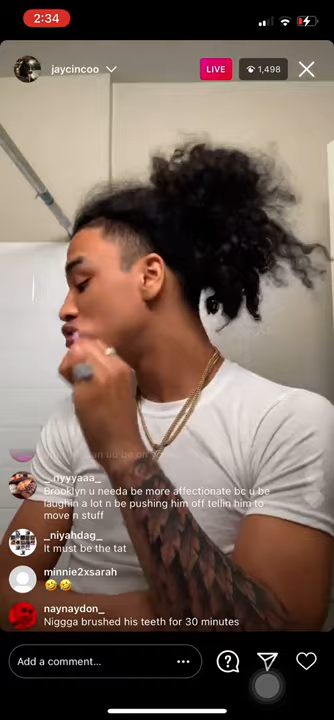 2:34
jaycincoo
LIVE
1,498
_nyyyaaa_
Brooklyn u needa be more affectionate bc u be
laughin a lot n be pushing him off tellin him to
move n stuff
_niyahdag_
It must be the tat
minnie2xsarah
🤣🤣
naynaydon_
Niggga brushed his teeth for 30 minutes
Add a comment...